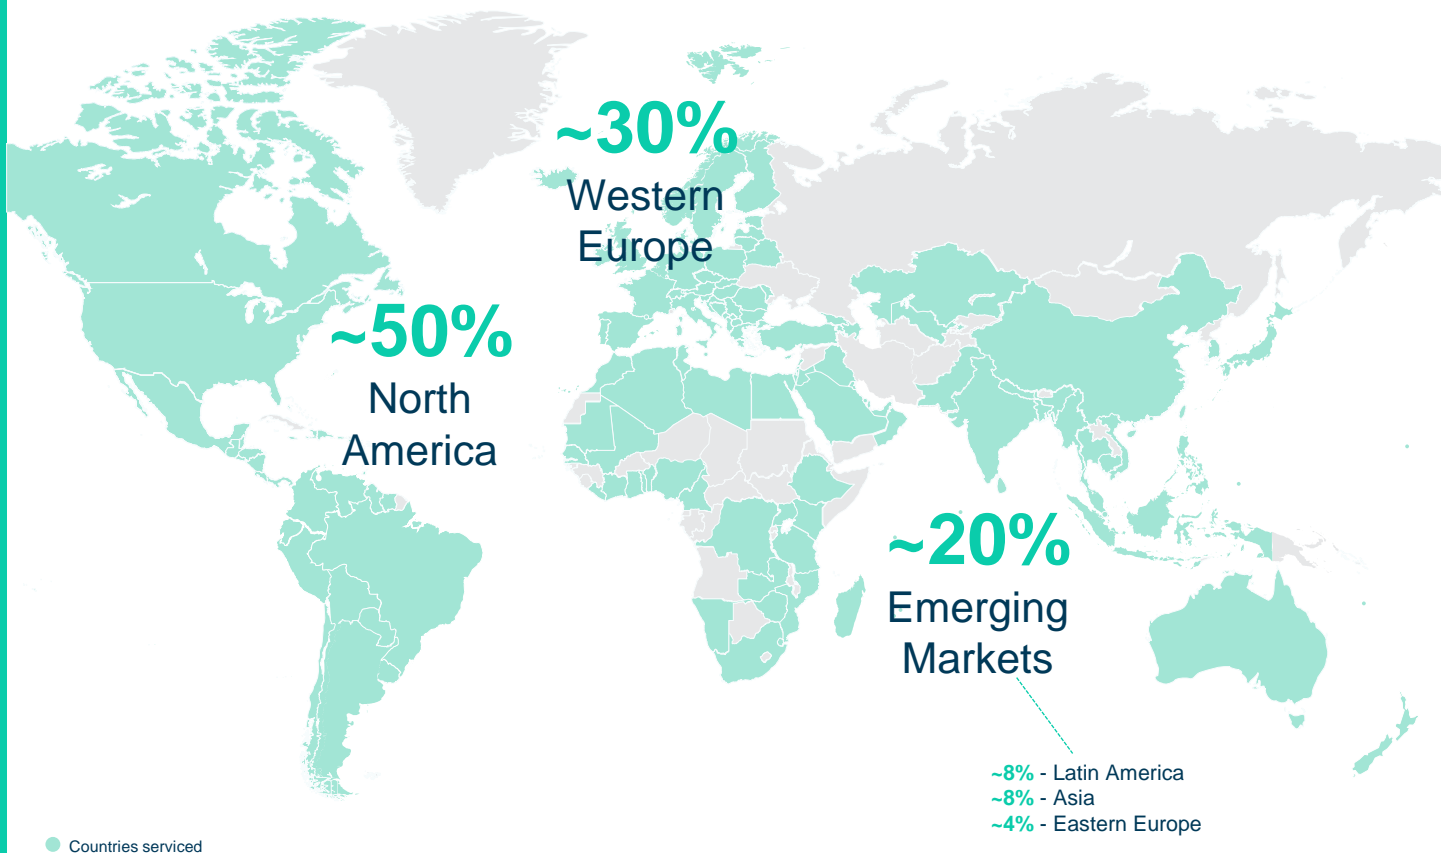 ~30%
Western
Europe
~50%
North
America
~20%
Emerging
Markets
~8% - Latin America
~8% - Asia
~4% - Eastern Europe
Countries serviced